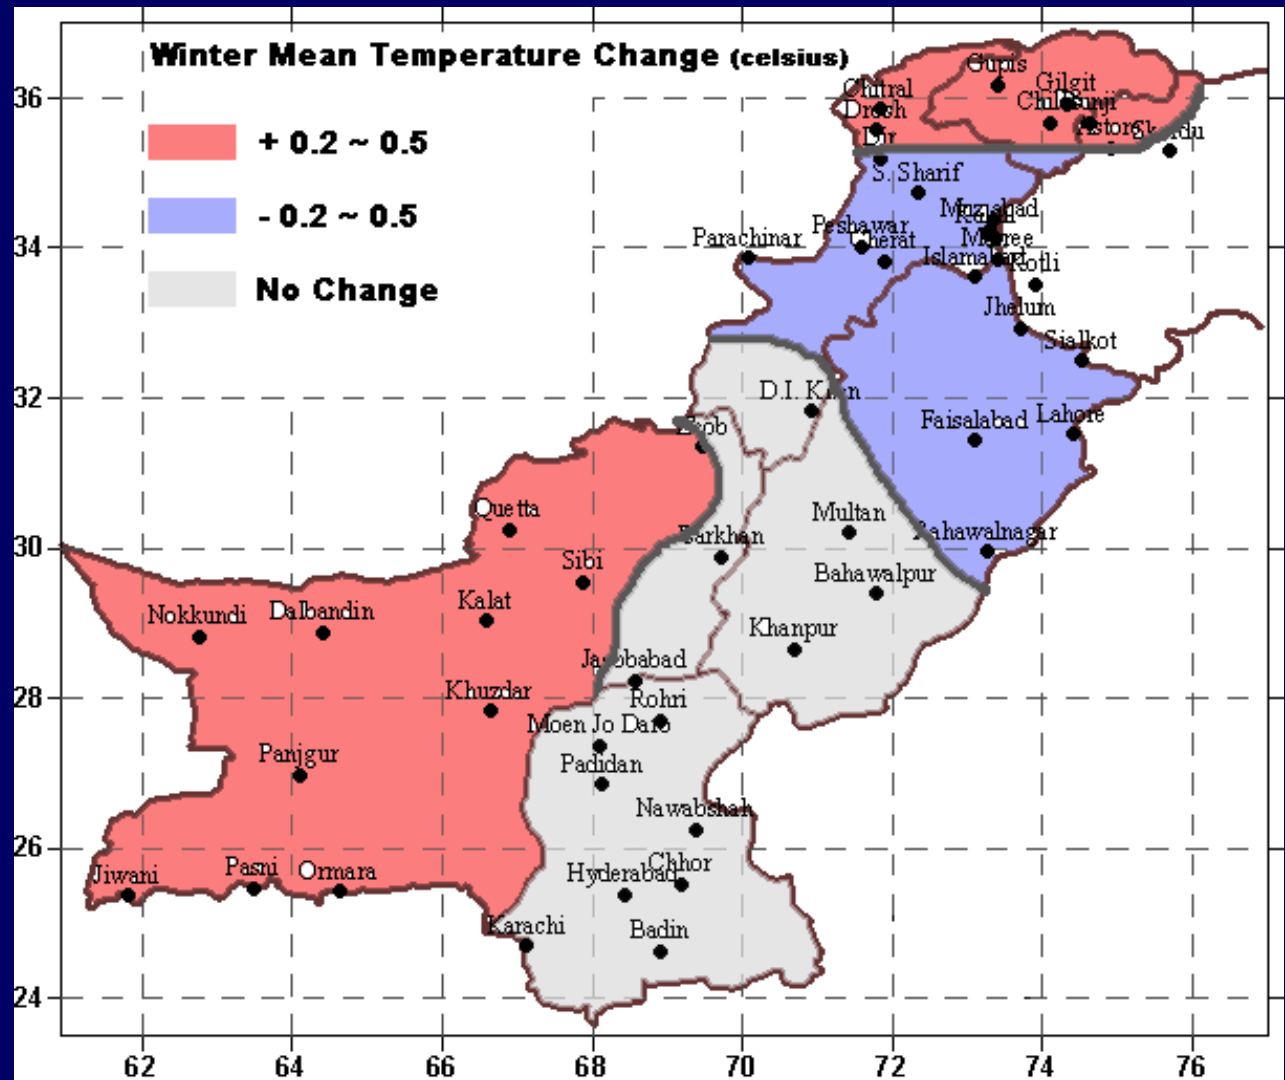 Winter Mean Temperature Change (celsius)
+ 0.2 ~ 0.5
- 0.2 ~ 0.5
No Change
36
34
32
30
28
26
24
62
64
66
68
70
72
74
76
Gupis
Gilgit
Chitral
Drosh
Dir
Astore
Skardu
S. Sharif
Peshawar
Cherat
Parachinar
Murree
Islamabad
Kotli
Jhelum
Sialkot
D.I. Khan
Faisalabad
Lahore
Zhob
Quetta
Multan
Barkhan
Bahawalnagar
Sibi
Bahawalpur
Kalat
Nokkundi
Dalbandin
Khanpur
Jacobabad
Khuzdar
Rohri
Moen Jo Daro
Panjgur
Padidan
Nawabshah
Chhor
Hyderabad
Jiwani
Pasni
Ormara
Karachi
Badin